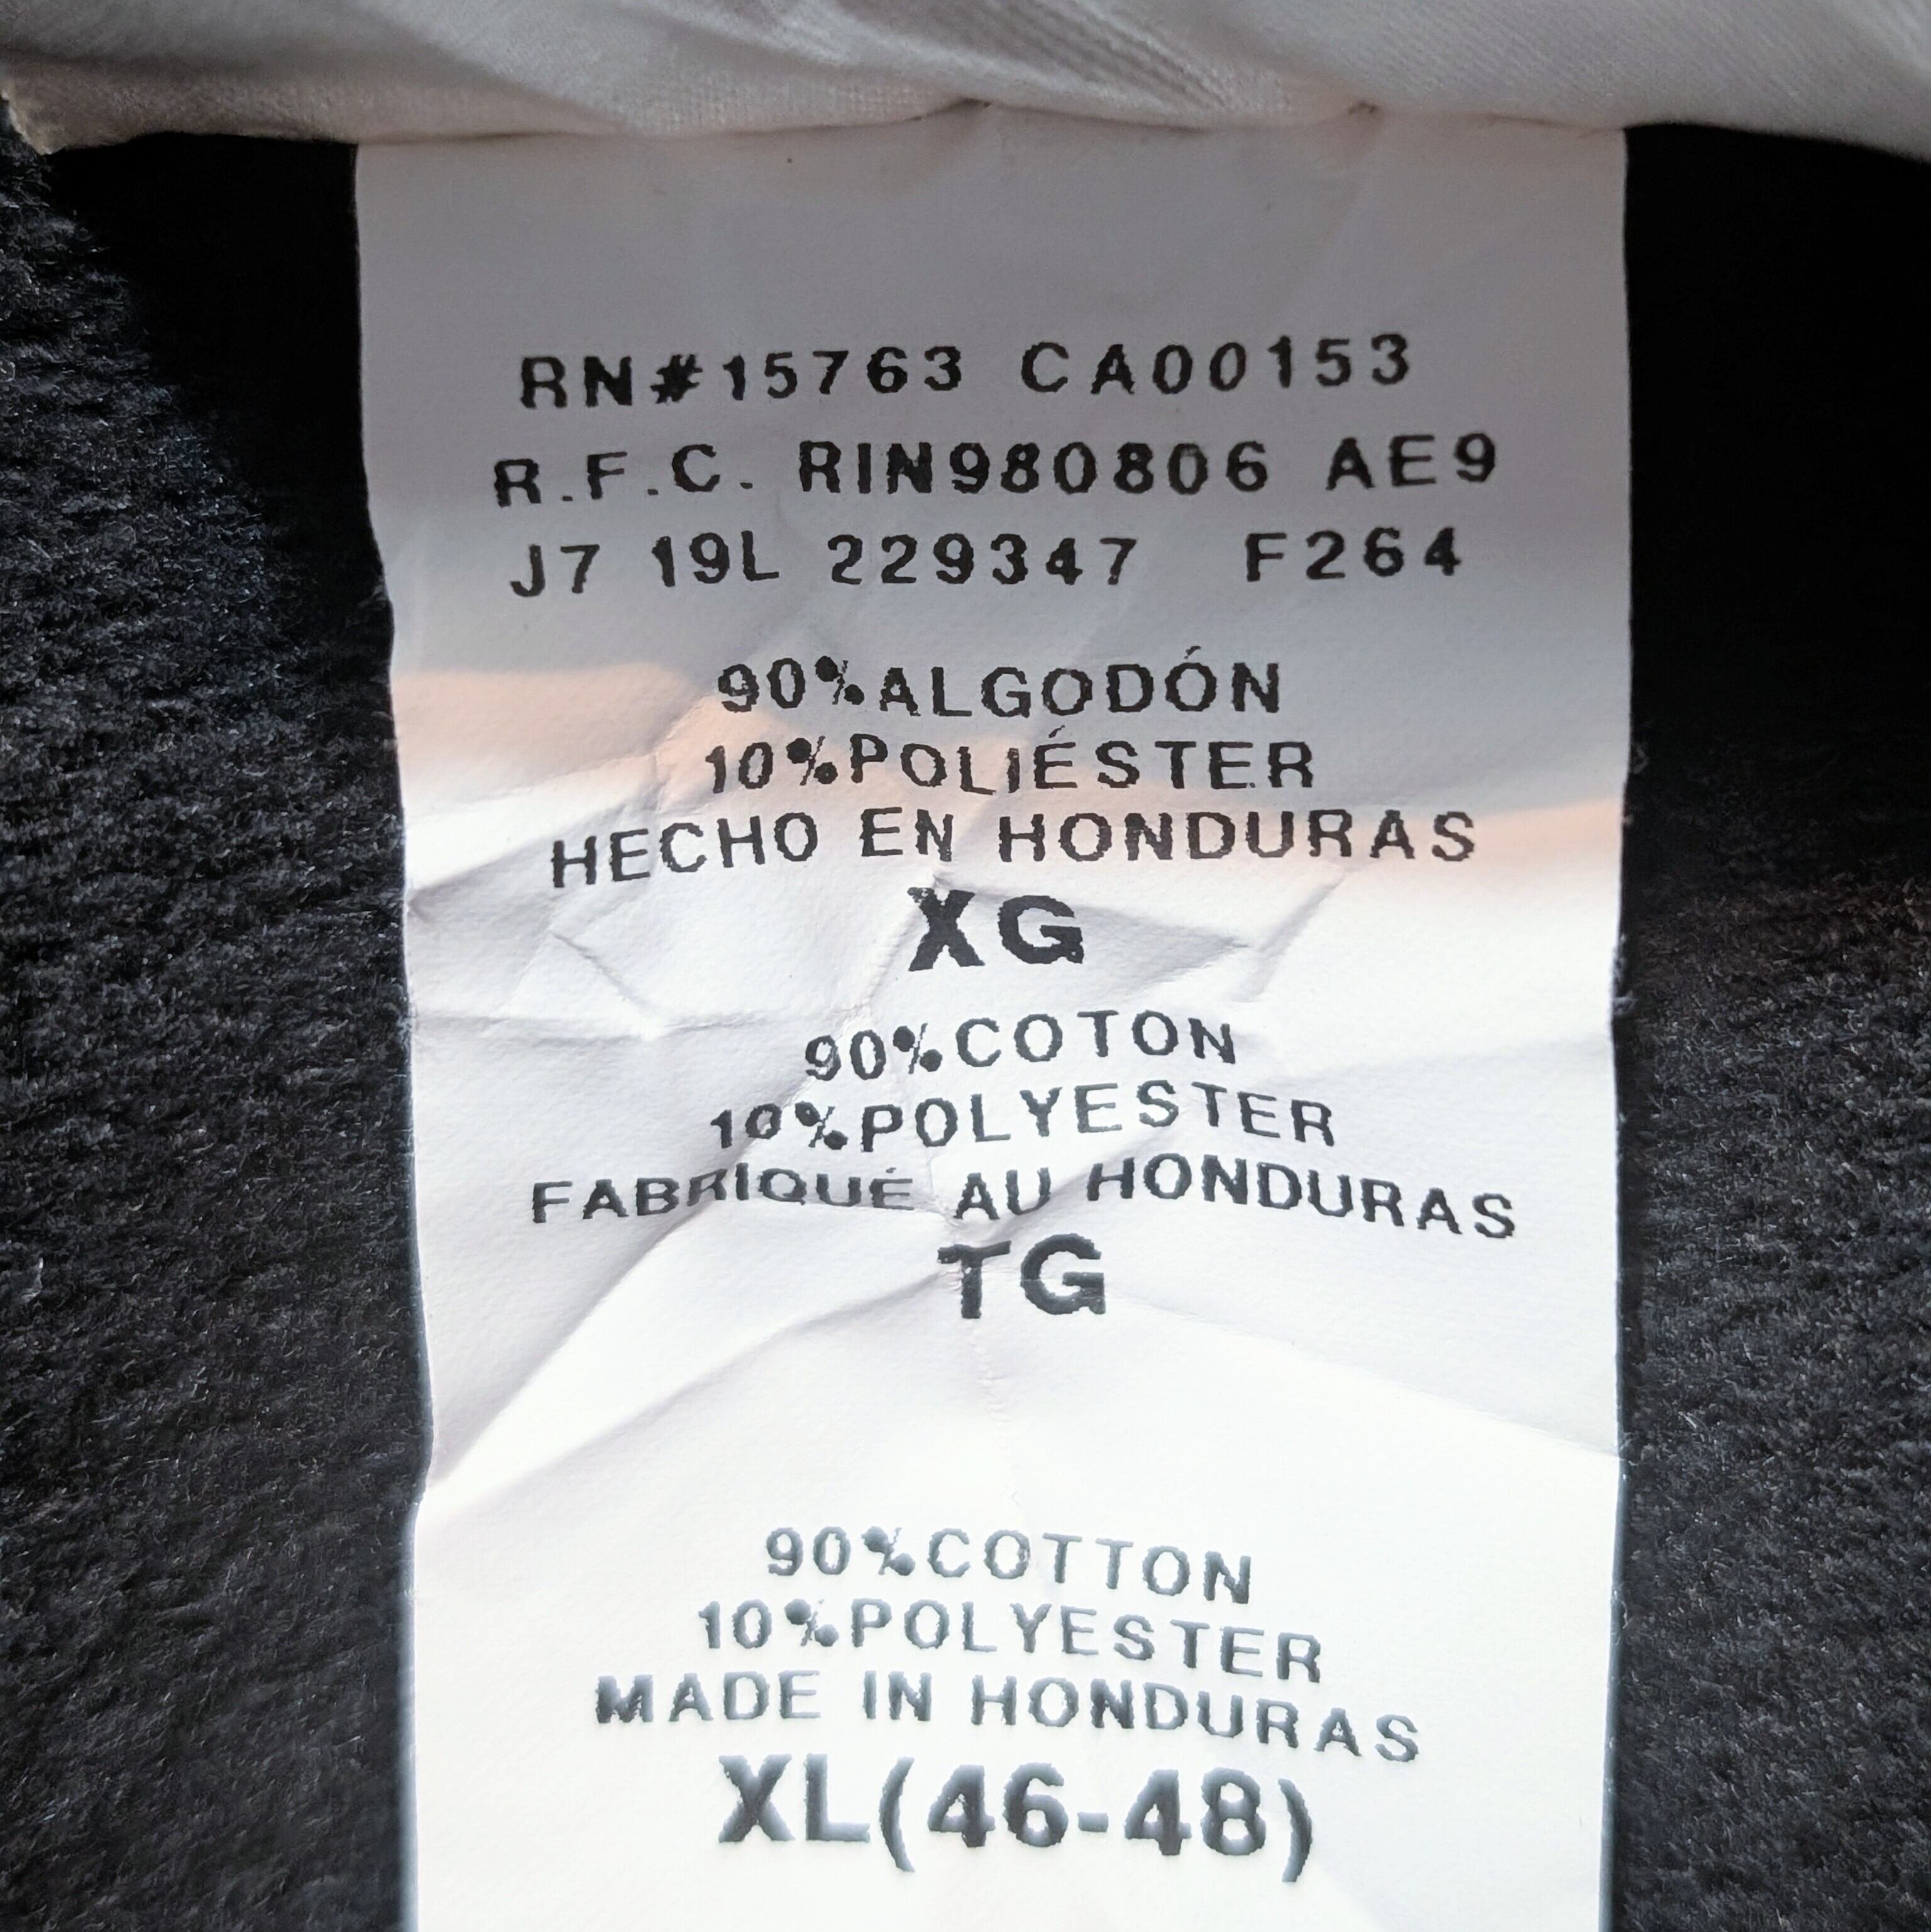 RN#15763 CA00153
R.F.C. RIN980806 AE9
J7 19L 229347 F264
90%ALGODÓN
10%POLIÉSTER
HECHO EN HONDURAS
XG
90%COTON
10%POLYESTER
FABRIQUÉ AU HONDURAS
TG
90%COTTON
10%POLYESTER
MADE IN HONDURAS
XL(46-48)